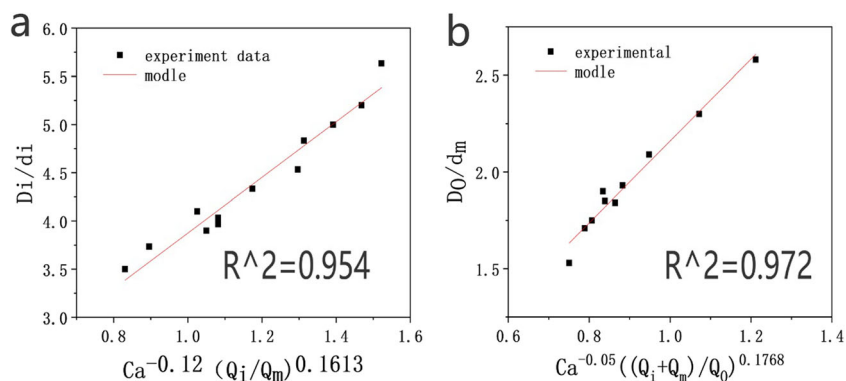 a
6.0
5.5
5.0
4.5
4.0
3.5
3.0
Di/di
experiment data
modle
R^2=0.954
0.8 1.0 1.2 1.4 1.6
Ca^-0.12 (Qi/Qm)^0.1613
b
2.5
2.0
1.5
DO/dm
experimental
modle
R^2=0.972
0.6 0.8 1.0 1.2 1.4
Ca^-0.05((Qi+Qm)/QO)^0.1768